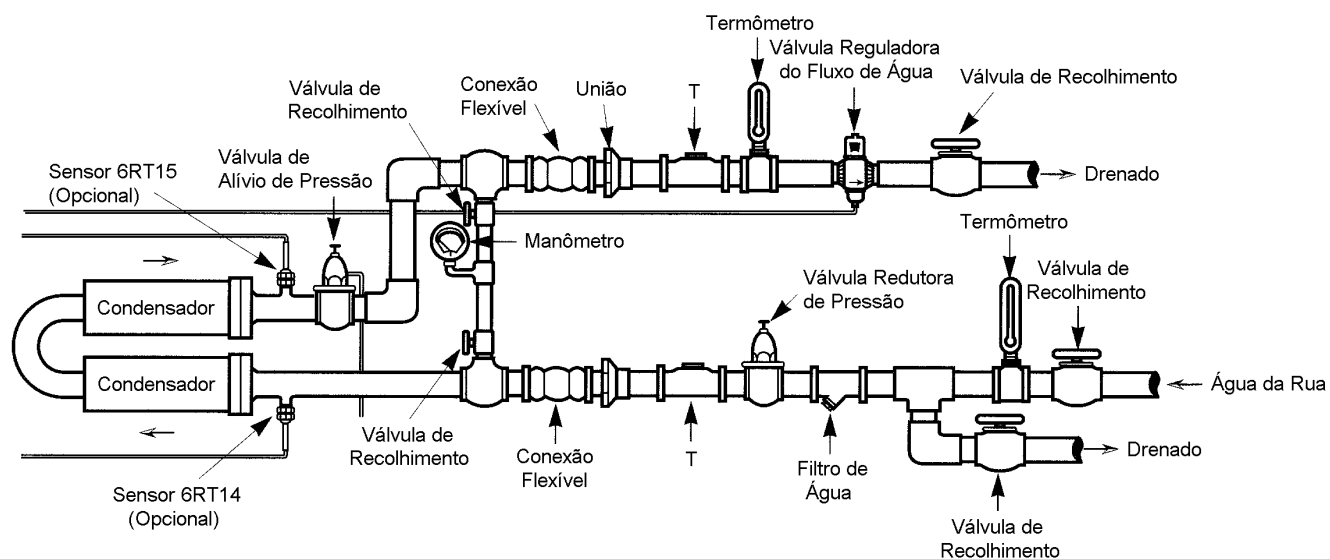 Termômetro
Válvula Reguladora
do Fluxo de Água
Válvula de Recolhimento
Válvula de
Recolhimento
Conexão
Flexível
União
T
Sensor 6RT15
(Opcional)
Válvula de
Alívio de Pressão
Drenado
Manômetro
Termômetro
Válvula de
Recolhimento
Válvula Redutora
de Pressão
Condensador
Condensador
Água da Rua
Válvula de
Recolhimento
Conexão
Flexível
T
Filtro de
Água
Drenado
Sensor 6RT14
(Opcional)
Válvula de
Recolhimento